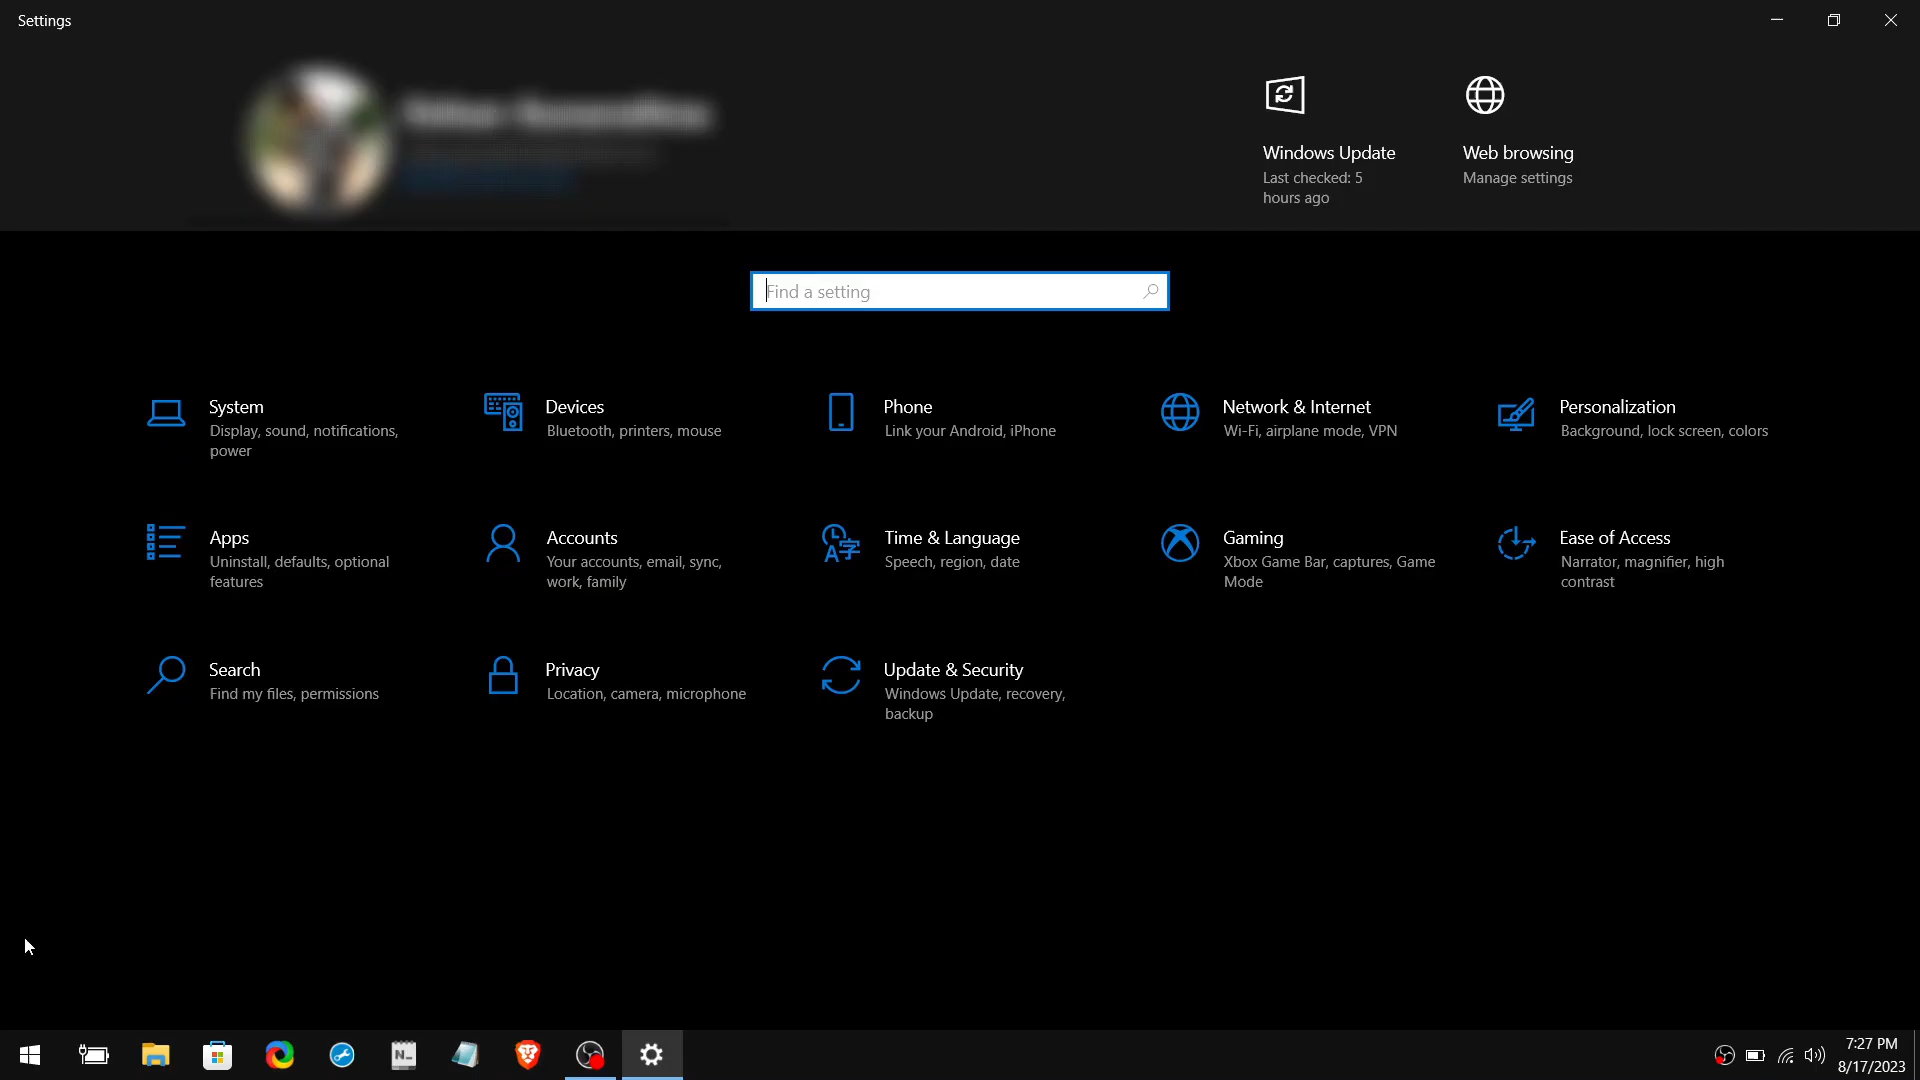 Settings
Windows Update
Last checked: 5
hours ago
Web browsing
Manage settings
Find a setting
System
Display, sound, notifications,
power
Devices
Bluetooth, printers, mouse
Phone
Link your Android, iPhone
Network & Internet
Wi-Fi, airplane mode, VPN
Personalization
Background, lock screen, colors
Apps
Uninstall, defaults, optional
features
Accounts
Your accounts, email, sync,
work, family
Time & Language
Speech, region, date
Gaming
Xbox Game Bar, captures, Game
Mode
Ease of Access
Narrator, magnifier, high
contrast
Search
Find my files, permissions
Privacy
Location, camera, microphone
Update & Security
Windows Update, recovery,
backup
7:27 PM
8/17/2023